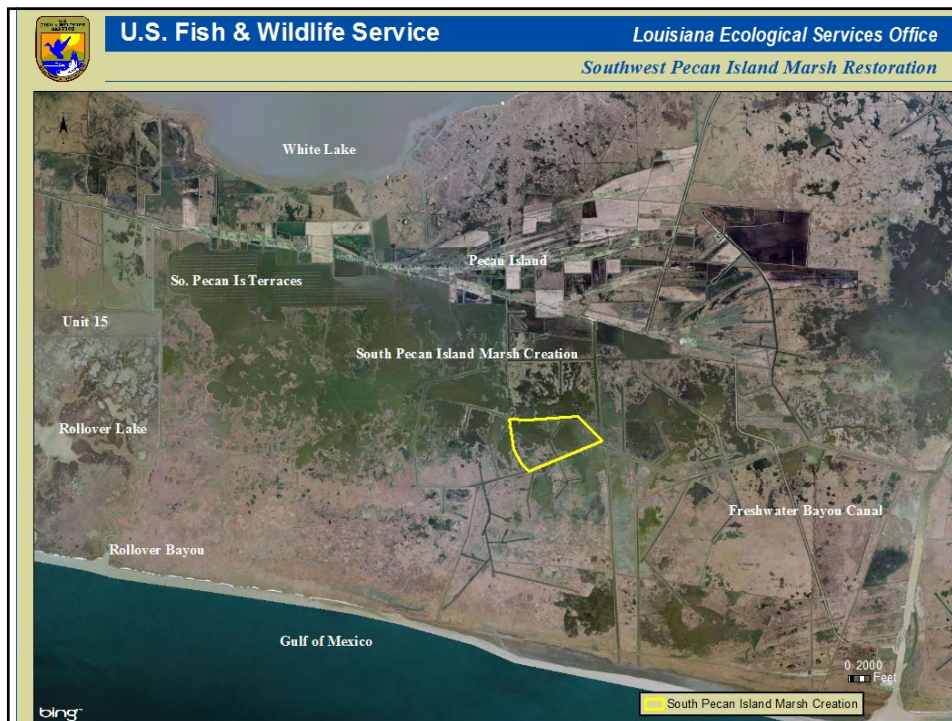 U.S. Fish & Wildlife Service
Louisiana Ecological Services Office
Southwest Pecan Island Marsh Restoration
White Lake
Pecan Island
So. Pecan Is Terraces
Unit 15
South Pecan Island Marsh Creation
Rollover Lake
Freshwater Bayou Canal
Rollover Bayou
Gulf of Mexico
0 2000
Feet
South Pecan Island Marsh Creation
bing